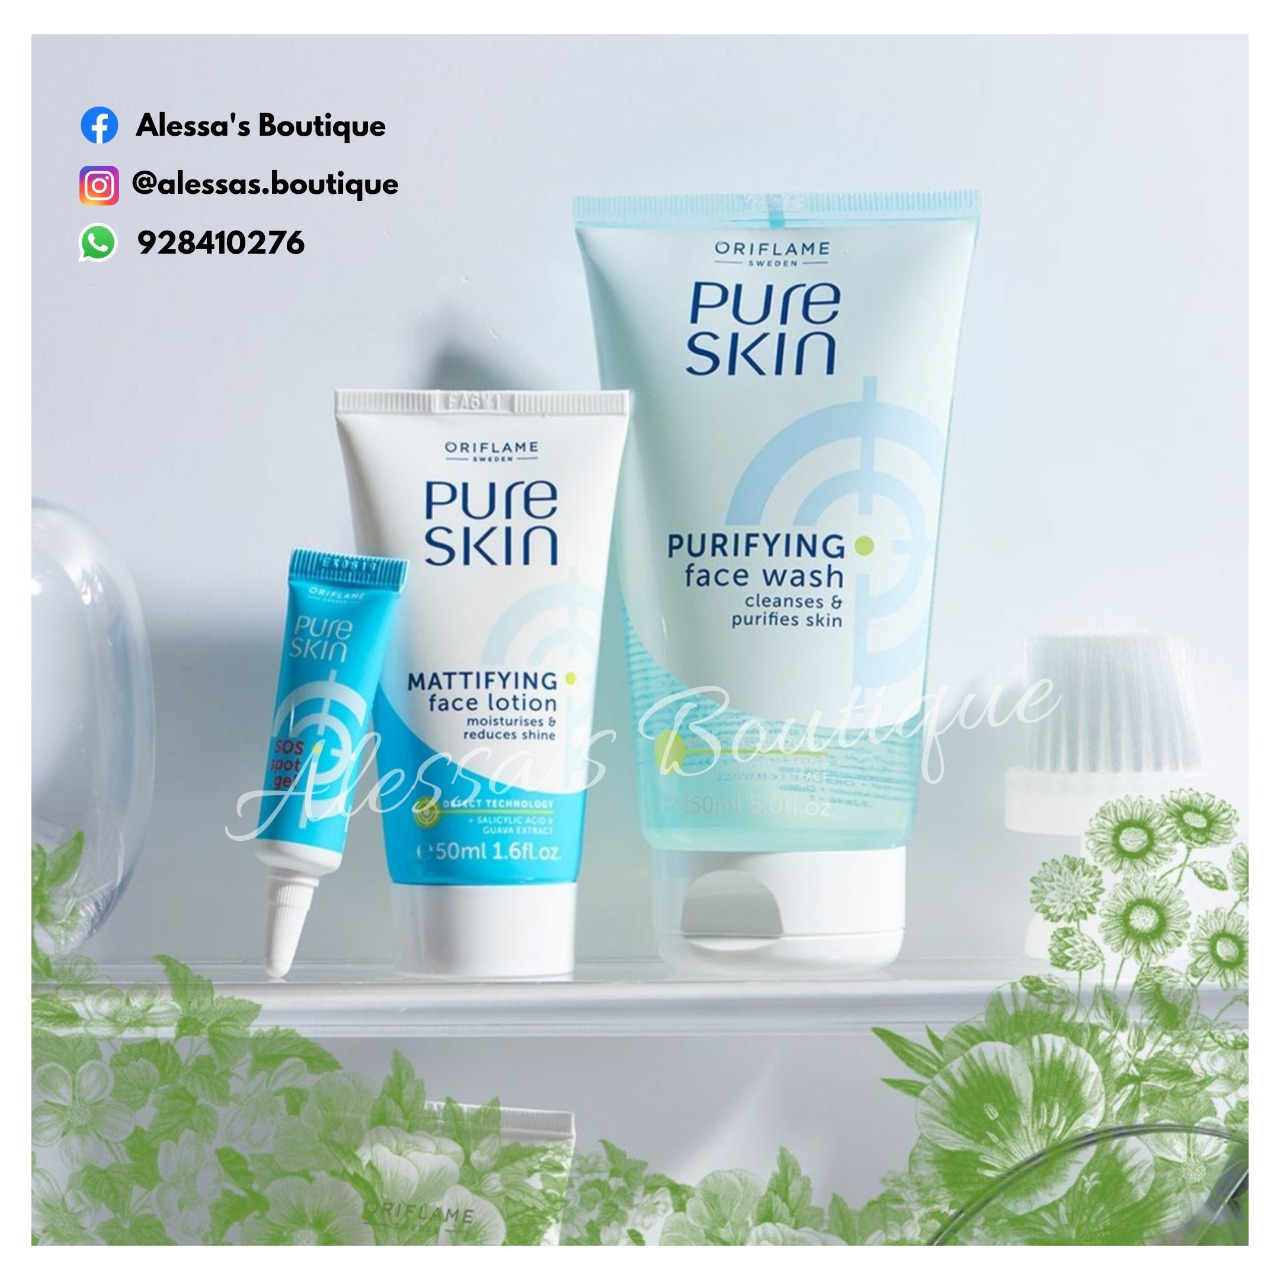 Alessa's Boutique
@alessas.boutique
928410276
ORIFLAME
SWEDEN
PURE
SKIN
PURIFYING
face wash
cleanses &
purifies skin
150ml 5.0fl.oz.
ORIFLAME
SWEDEN
PURE
SKIN
MATTIFYING
face lotion
moisturises &
reduces shine
TECHNOLOGY
+ SALICYLIC ACID &
GUAVA EXTRACT
e50ml 1.6fl.oz.
ORIFLAME
PURE
SKIN
SOS
spot
gel
Alessa's Boutique
ORIFLAME